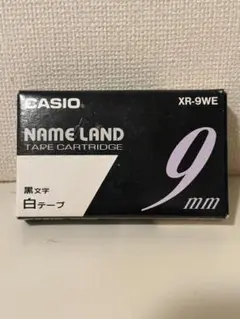 CASIO
XR-9WE
NAME LAND
TAPE CARTRIDGE
9
mm
黒文字
白テープ